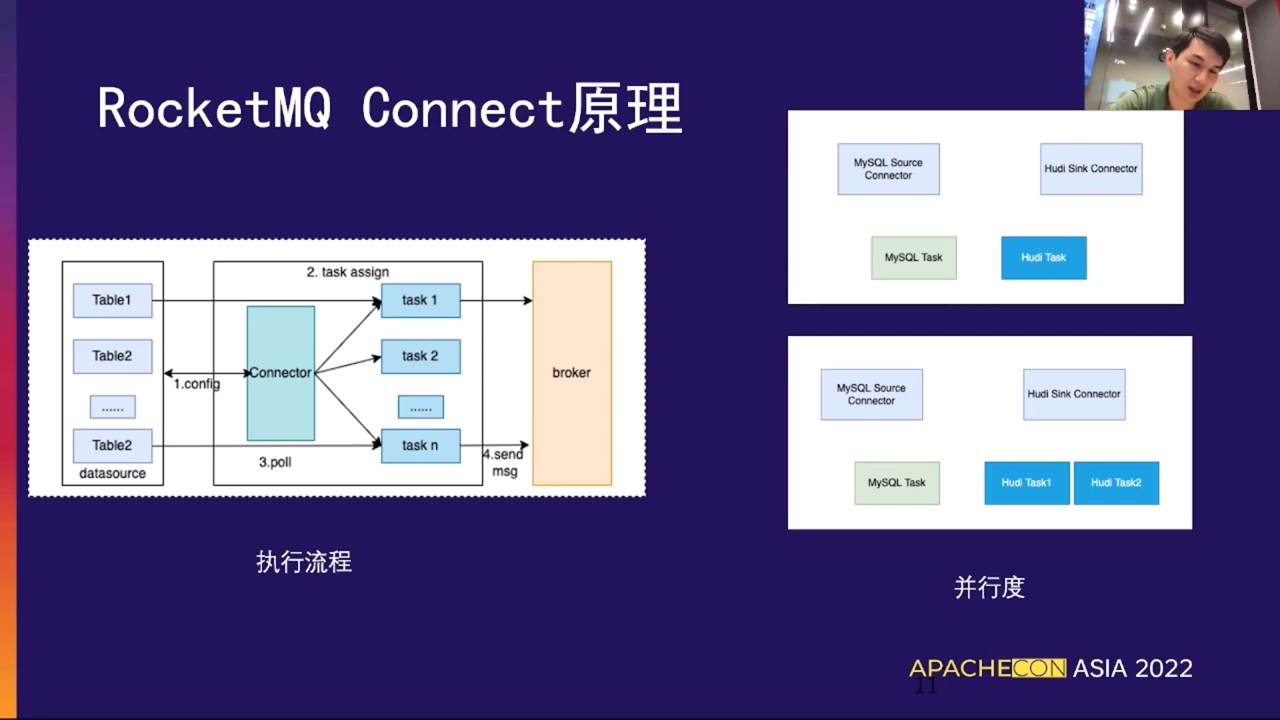 RocketMQ Connect原理
2. task assign
Table1
task 1
Table2
task 2
Connector
broker
1.config
......
......
Table2
task n
3.poll
4.send
msg
datasource
执行流程
MySQL Source
Connector
Hudi Sink Connector
MySQL Task
Hudi Task
MySQL Source
Connector
Hudi Sink Connector
MySQL Task
Hudi Task1
Hudi Task2
并行度
APACHECON ASIA 2022
11